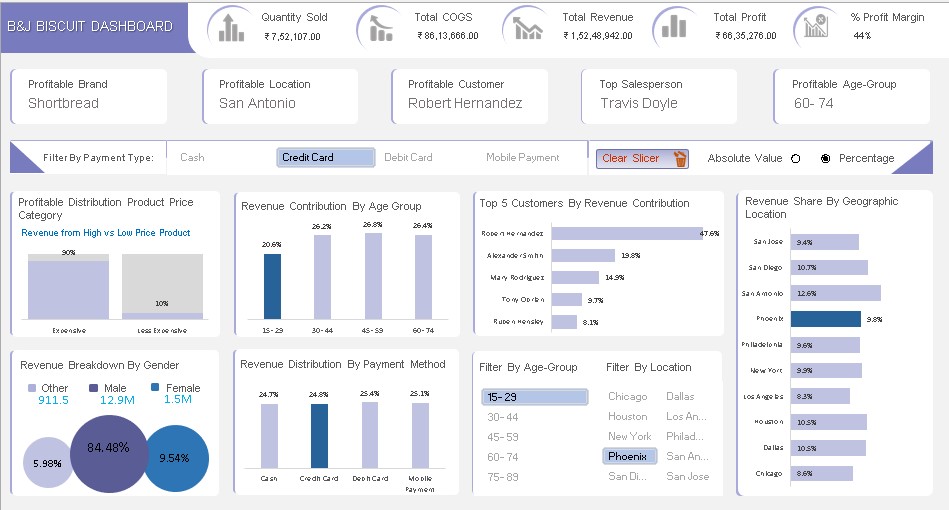 B&J BISCUIT DASHBOARD
Quantity Sold
₹ 7,52,107.00
Total COGS
₹ 86,13,666.00
Total Revenue
₹ 1,52,48,942.00
Total Profit
₹ 66,35,276.00
% Profit Margin
44%
Profitable Brand
Shortbread
Profitable Location
San Antonio
Profitable Customer
Robert Hernandez
Top Salesperson
Travis Doyle
Profitable Age-Group
60- 74
Filter By Payment Type:
Cash
Credit Card
Debit Card
Mobile Payment
Clear Slicer
Absolute Value
Percentage
Profitable Distribution Product Price
Category
Revenue from High vs Low Price Product
90%
10%
Expensive
Less Expensive
Revenue Contribution By Age Group
20.6%
26.2%
26.8%
26.4%
15- 29
30- 44
45- 59
60- 74
Top 5 Customers By Revenue Contribution
Robert Hernandez
47.6%
Alexander Smith
19.8%
Mary Rodriguez
14.9%
Tony Obrien
9.7%
Ruben Hensley
8.1%
Revenue Share By Geographic
Location
San Jose
9.4%
San Diego
10.7%
San Antonio
12.6%
Phoenix
9.8%
Philadelphia
9.6%
New York
9.9%
Los Angeles
8.3%
Houston
10.5%
Dallas
10.5%
Chicago
8.6%
Revenue Breakdown By Gender
Other
911.5
Male
12.9M
Female
1.5M
5.98%
84.48%
9.54%
Revenue Distribution By Payment Method
24.7%
24.8%
25.4%
25.1%
Cash
Credit Card
Debit Card
Mobile
Payment
Filter By Age-Group
15- 29
30- 44
45- 59
60- 74
75- 89
Filter By Location
Chicago
Dallas
Houston
Los An...
New York
Philad...
Phoenix
San An...
San Di...
San Jose